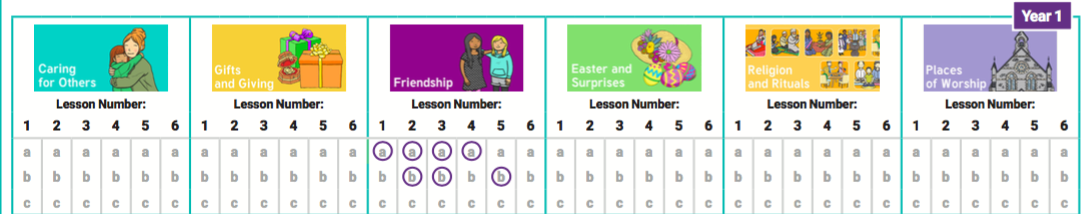 Year 1
Caring
for Others
Gifts
and Giving
Friendship
Easter and
Surprises
Religion
and Rituals
Places
of Worship
Lesson Number: Lesson Number: Lesson Number: Lesson Number: Lesson Number: Lesson Number:
1 2 3 4 5 6 1 2 3 4 5 6 1 2 3 4 5 6 1 2 3 4 5 6 1 2 3 4 5 6 1 2 3 4 5 6
a a a a a a a a a a a a a a a a a a a a a a a a a a a a a a a a a a a a
b b b b b b b b b b b b b b b b b b b b b b b b b b b b b b b b b b b b
c c c c c c c c c c c c c c c c c c c c c c c c c c c c c c c c c c c c